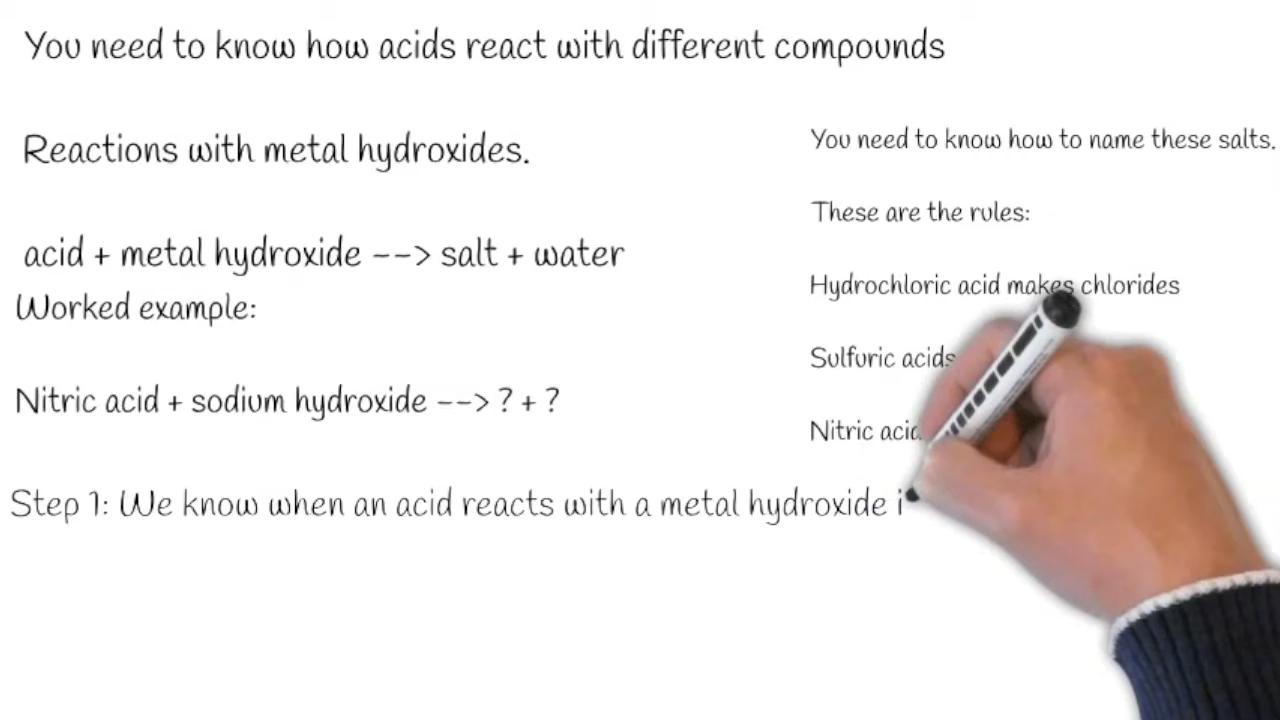 You need to know how acids react with different compounds
Reactions with metal hydroxides.
acid + metal hydroxide --> salt + water
Worked example:
Nitric acid + sodium hydroxide --> ? + ?
Step 1: We know when an acid reacts with a metal hydroxide i
You need to know how to name these salts.
These are the rules:
Hydrochloric acid makes chlorides
Sulfuric acids
Nitric acid